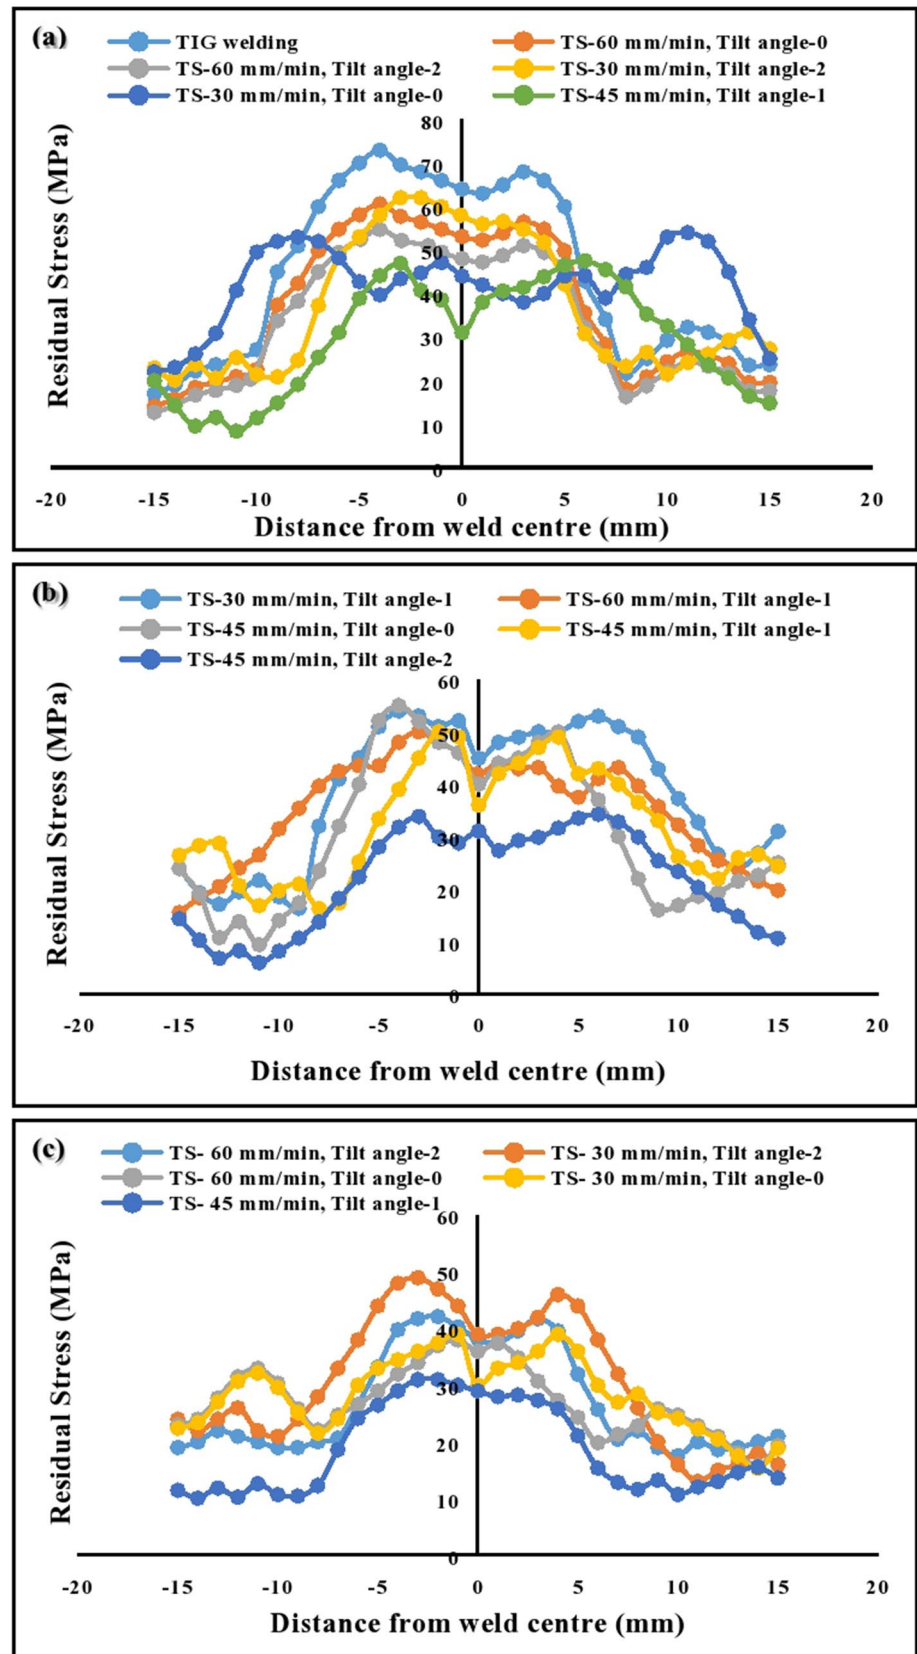 (a)
TIG welding TS-60 mm/min, Tilt angle-0
TS-60 mm/min, Tilt angle-2 TS-30 mm/min, Tilt angle-2
TS-30 mm/min, Tilt angle-0 TS-45 mm/min, Tilt angle-1
Residual Stress (MPa)
80
70
60
50
40
30
20
10
0
-20 -15 -10 -5 0 5 10 15 20
Distance from weld centre (mm)
(b)
TS-30 mm/min, Tilt angle-1 TS-60 mm/min, Tilt angle-1
TS-45 mm/min, Tilt angle-0 TS-45 mm/min, Tilt angle-1
TS-45 mm/min, Tilt angle-2
Residual Stress (MPa)
60
50
40
30
20
10
0
-20 -15 -10 -5 0 5 10 15 20
Distance from weld centre (mm)
(c)
TS- 60 mm/min, Tilt angle-2 TS- 30 mm/min, Tilt angle-2
TS- 60 mm/min, Tilt angle-0 TS- 30 mm/min, Tilt angle-0
TS- 45 mm/min, Tilt angle-1
Residual Stress (MPa)
60
50
40
30
20
10
0
-20 -15 -10 -5 0 5 10 15 20
Distance from weld centre (mm)